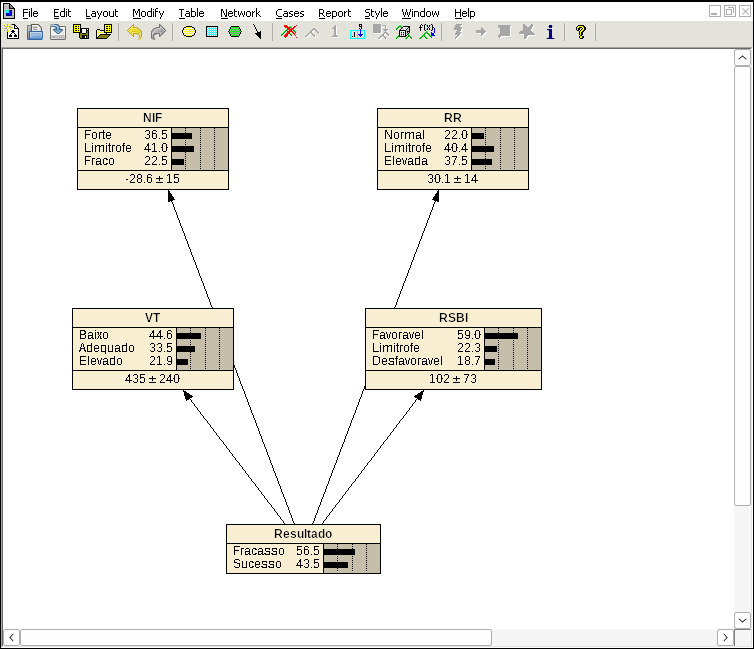 File Edit Layout Modify Table Network Cases Report Style Window Help
1 f(x) i ?
NIF
Forte 36.5
Limitrofe 41.0
Fraco 22.5
-28.6 ± 15
RR
Normal 22.0
Limitrofe 40.4
Elevada 37.5
30.1 ± 14
VT
Baixo 44.6
Adequado 33.5
Elevado 21.9
435 ± 240
RSBI
Favoravel 59.0
Limitrofe 22.3
Desfavoravel 18.7
102 ± 73
Resultado
Fracasso 56.5
Sucesso 43.5